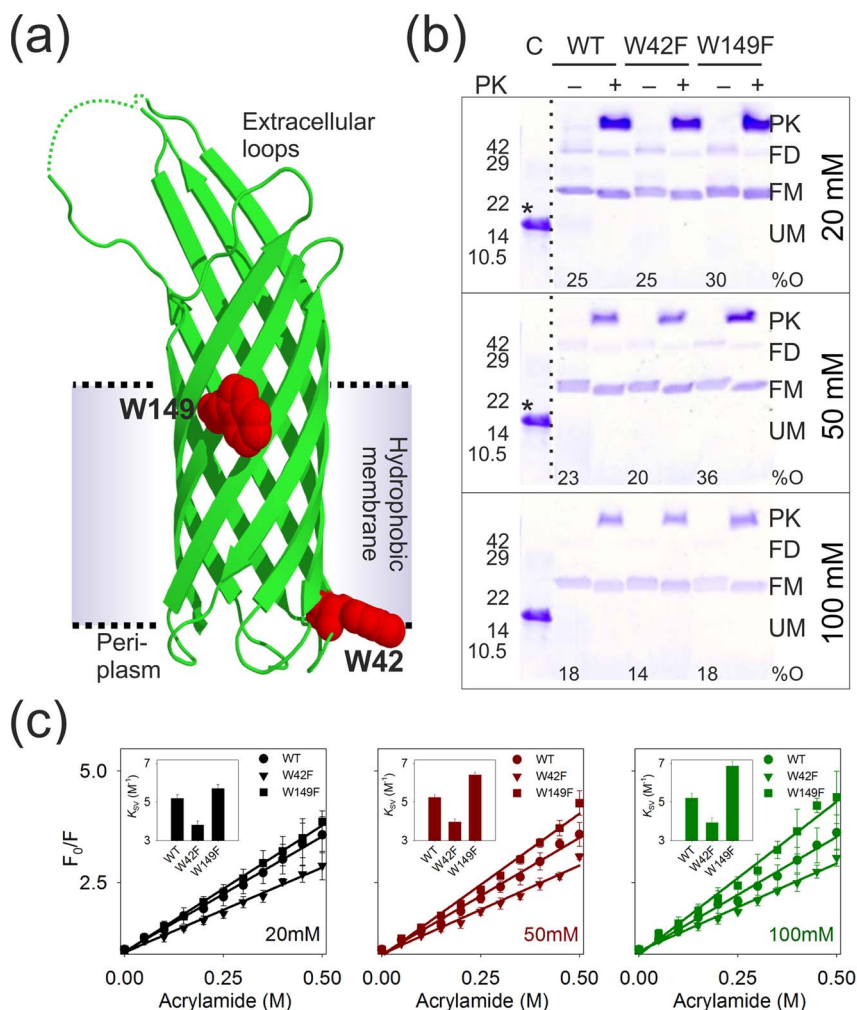 (a)
Extracellular
loops
W149
Hydrophobic
membrane
Peri-
plasm
W42
(b)
C WT W42F W149F
PK – + – + – +
42
29
22
14
10.5
*
PK
FD
FM
UM
25 25 30 %O
20 mM
42
29
22
14
10.5
*
PK
FD
FM
UM
23 20 36 %O
50 mM
42
29
22
14
10.5
PK
FD
FM
UM
18 14 18 %O
100 mM
(c)
F₀/F
5.0
2.5
7
5
3
K_SV (M⁻¹)
WT
W42F
W149F
WT
W42F
W149F
20mM
0.00 0.25 0.50
Acrylamide (M)
7
5
3
K_SV (M⁻¹)
WT
W42F
W149F
WT
W42F
W149F
50mM
0.00 0.25 0.50
Acrylamide (M)
7
5
3
K_SV (M⁻¹)
WT
W42F
W149F
WT
W42F
W149F
100mM
0.00 0.25 0.50
Acrylamide (M)